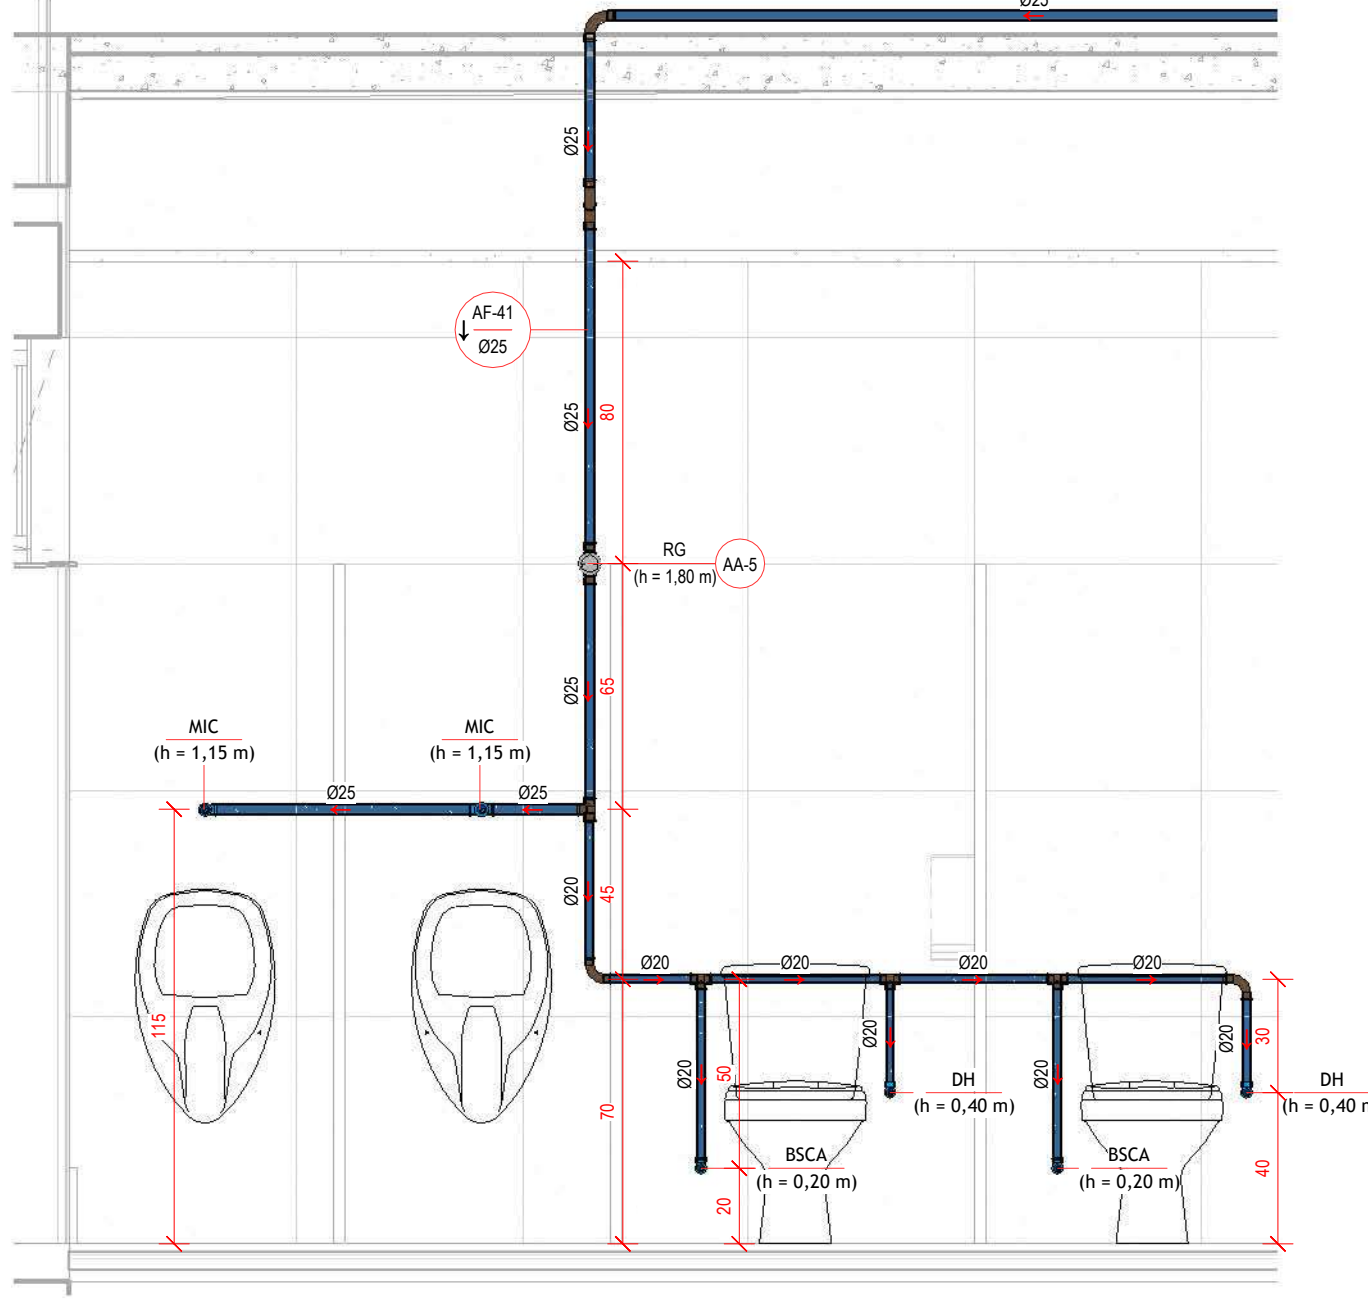 Ø25
Ø25
AF-41
Ø25
Ø25
80
RG
(h = 1,80 m)
AA-5
Ø25
65
MIC
(h = 1,15 m)
MIC
(h = 1,15 m)
Ø25
Ø25
Ø20
45
Ø20
Ø20
Ø20
Ø20
115
Ø20
50
Ø20
Ø20
Ø20
30
70
DH
(h = 0,40 m)
DH
(h = 0,40 m
BSCA
(h = 0,20 m)
BSCA
(h = 0,20 m)
20
40